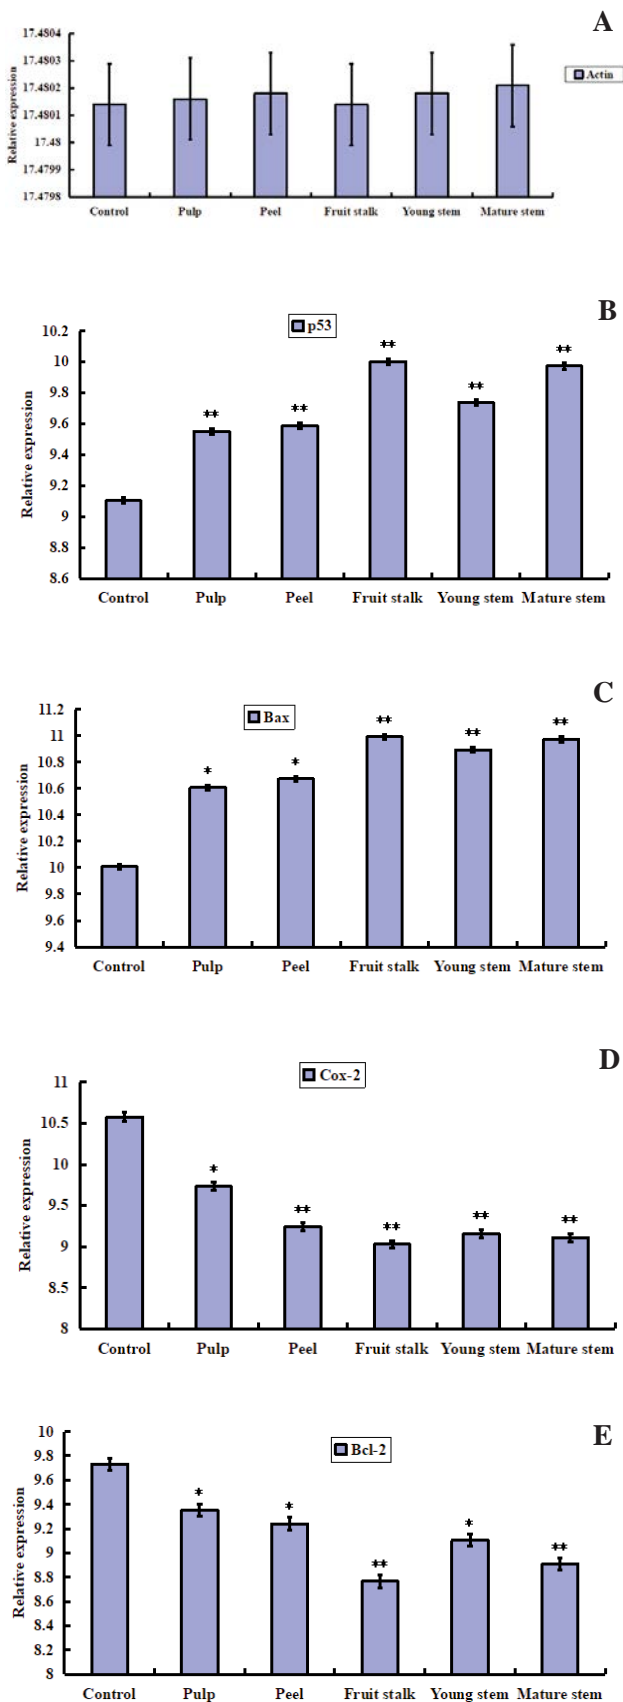 A
17.4804
17.4803
17.4802
17.4801
17.48
17.4799
17.4798
Relative expression
Actin
Control Pulp Peel Fruit stalk Young stem Mature stem
B
p53
10.2
10
9.8
9.6
9.4
9.2
9
8.8
8.6
Relative expression
** ** ** ** **
Control Pulp Peel Fruit stalk Young stem Mature stem
C
Bax
11.2
11
10.8
10.6
10.4
10.2
10
9.8
9.6
9.4
Relative expression
* * ** ** **
Control Pulp Peel Fruit stalk Young stem Mature stem
D
Cox-2
11
10.5
10
9.5
9
8.5
8
Relative expression
* ** ** ** **
Control Pulp Peel Fruit stalk Young stem Mature stem
E
Bcl-2
10
9.8
9.6
9.4
9.2
9
8.8
8.6
8.4
8.2
8
Relative expression
* * ** * **
Control Pulp Peel Fruit stalk Young stem Mature stem